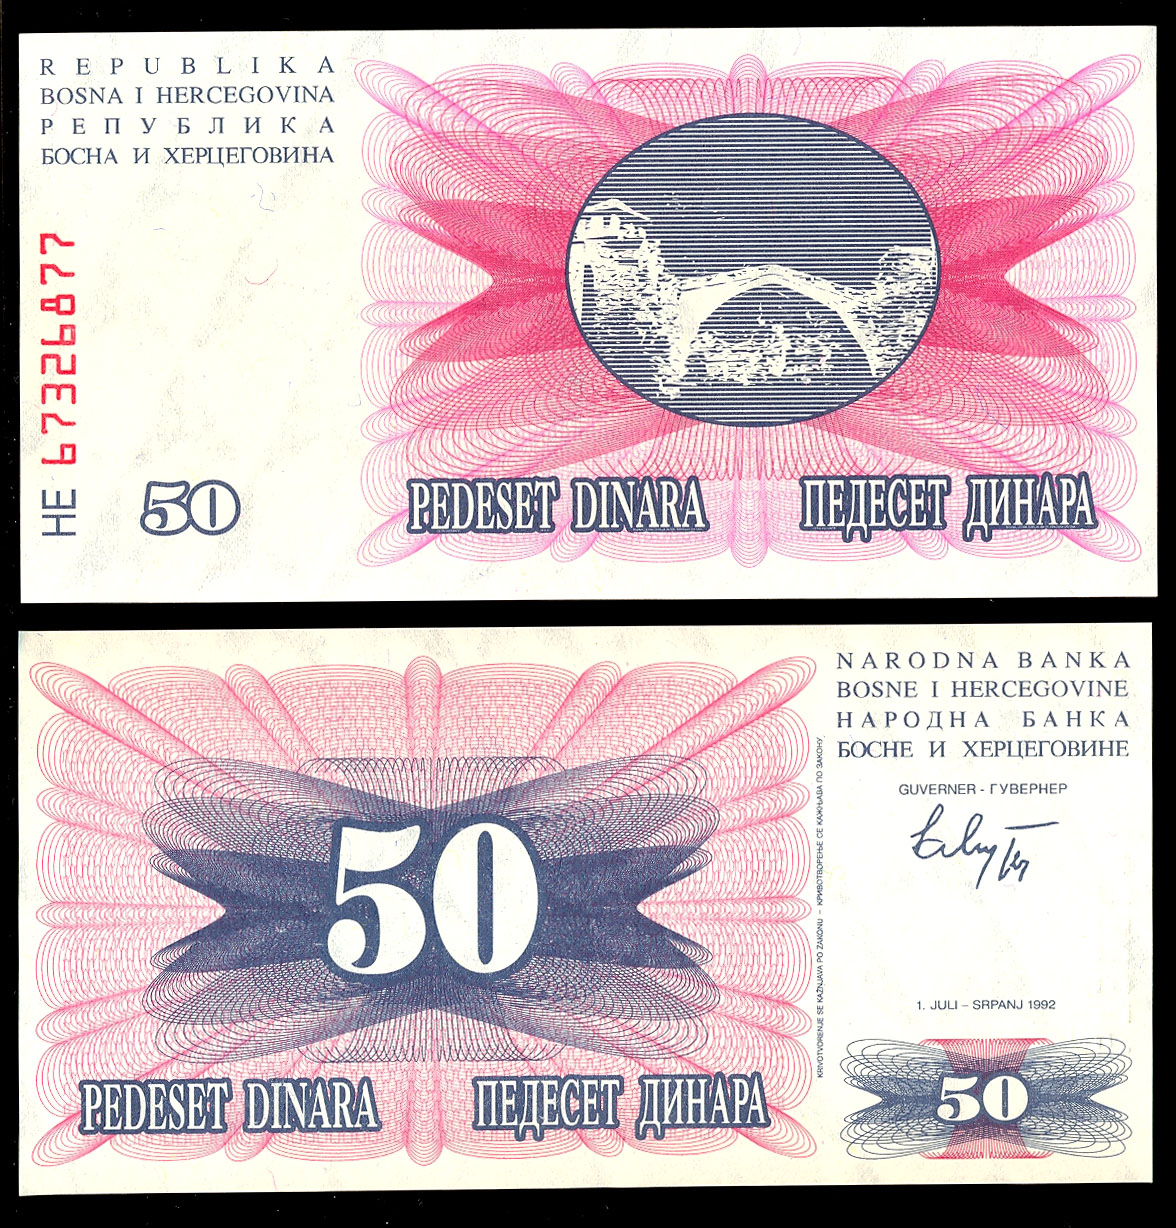 REPUBLIKA
BOSNA I HERCEGOVINA
РЕПУБЛИКА
БОСНА И ХЕРЦЕГОВИНА
HE 67326877
50
PEDESET DINARA ПЕДЕСЕТ ДИНАРА
NARODNA BANKA
BOSNE I HERCEGOVINE
НАРОДНА БАНКА
БОСНЕ И ХЕРЦЕГОВИНЕ
GUVERNER - ГУВЕРНЕР
50
KRIVOTVORENJE SE KAŽNJAVA PO ZAKONU – КРИВОТВОРЕЊЕ СЕ КАЖЊАВА ПО ЗАКОНУ
1. JULI – SRPANJ 1992
50
PEDESET DINARA ПЕДЕСЕТ ДИНАРА